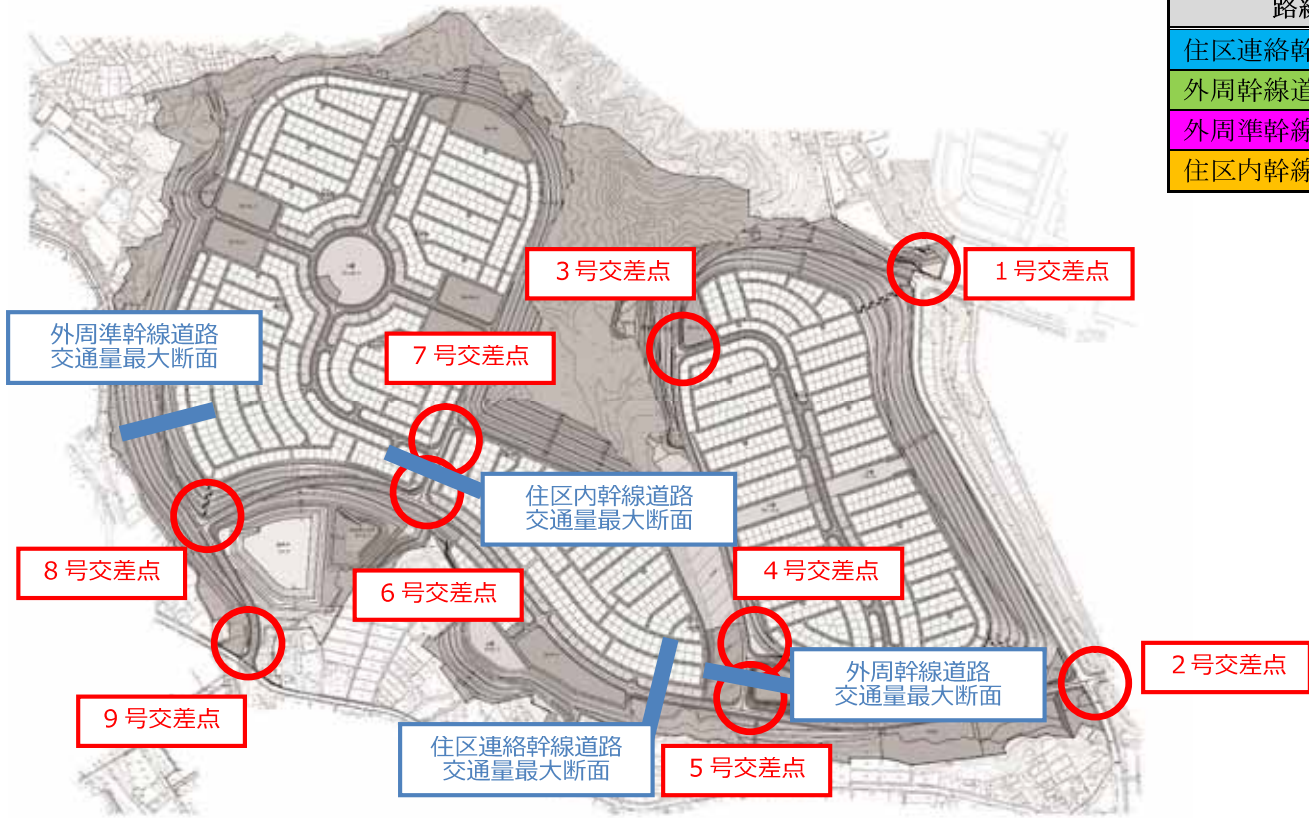 路線
住区連絡幹
外周幹線道
外周準幹線
住区内幹線
3号交差点
1号交差点
外周準幹線道路
交通量最大断面
7号交差点
住区内幹線道路
交通量最大断面
8号交差点
6号交差点
4号交差点
2号交差点
外周幹線道路
交通量最大断面
9号交差点
住区連絡幹線道路
交通量最大断面
5号交差点